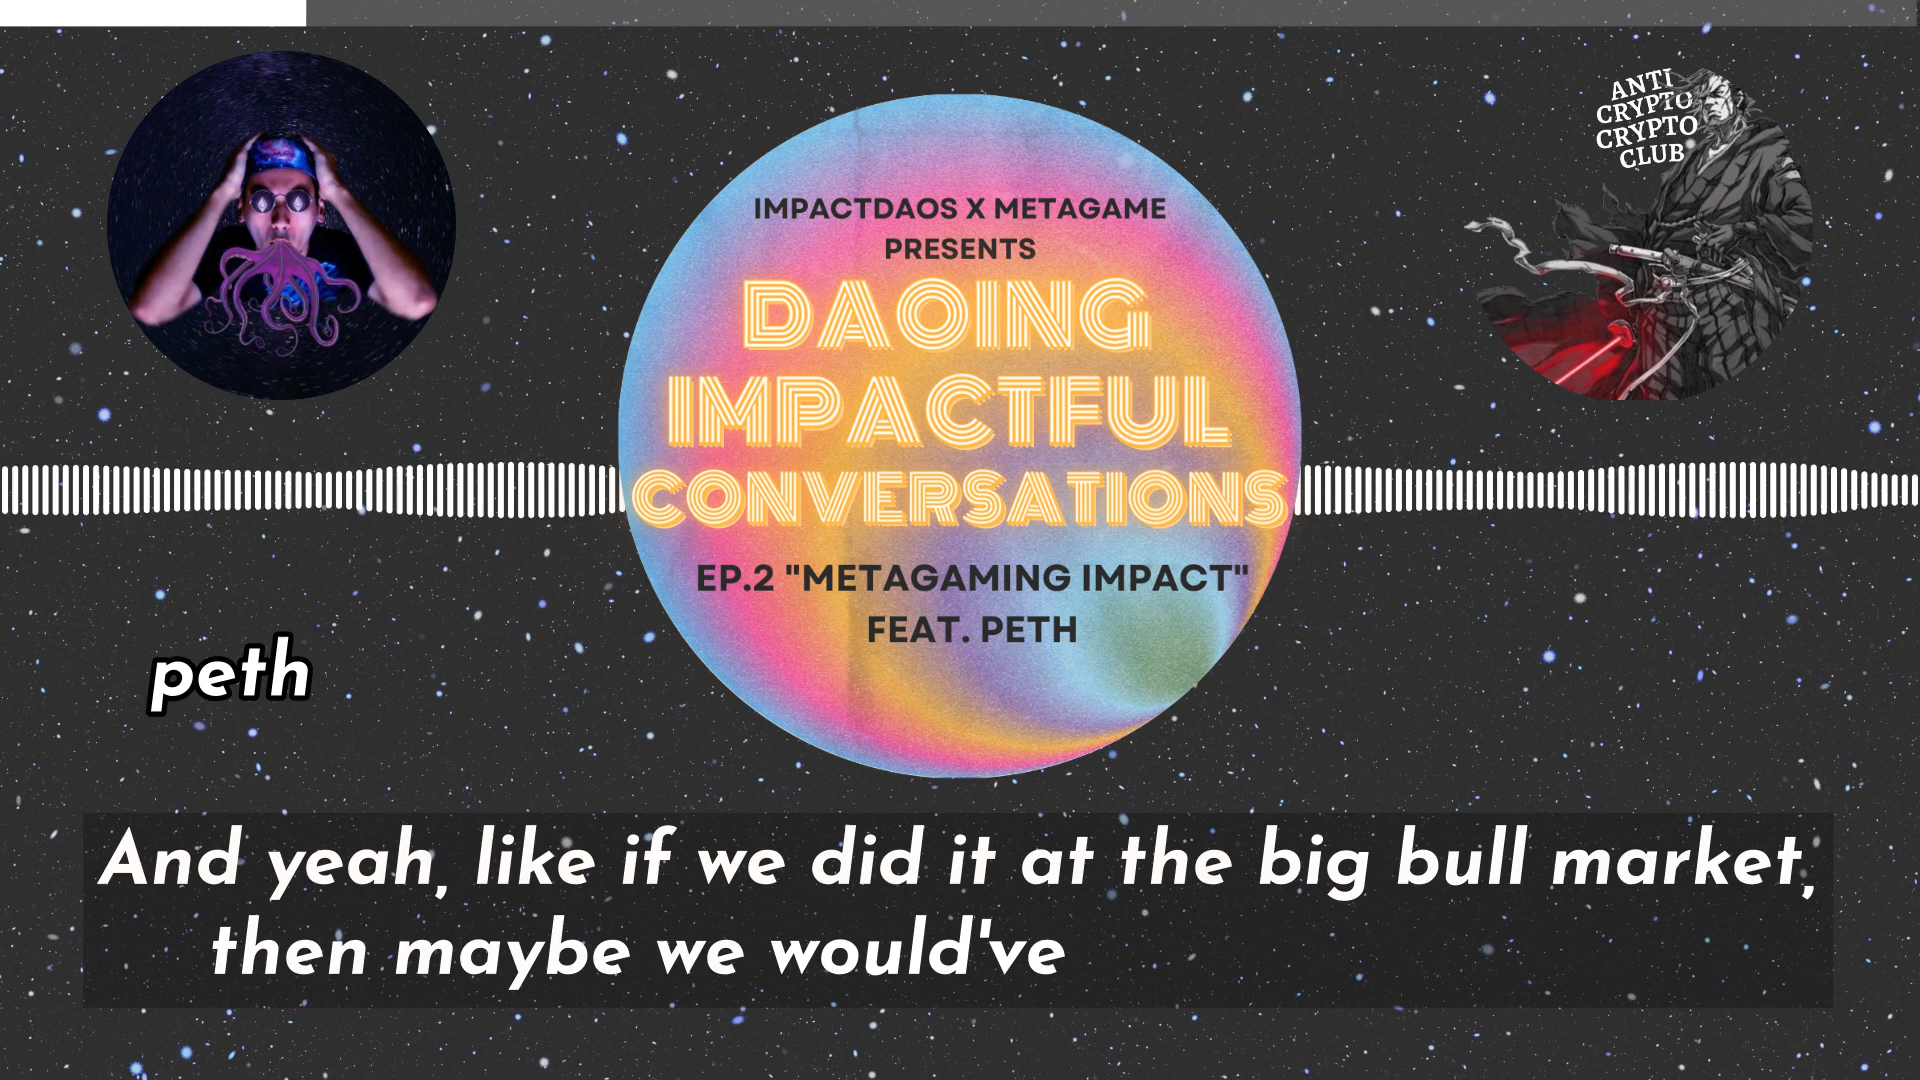 ANTI
CRYPTO
CRYPTO
CLUB
IMPACTDAOS X METAGAME
PRESENTS
DAOING
IMPACTFUL
CONVERSATIONS
EP.2 "METAGAMING IMPACT"
FEAT. PETH
peth
And yeah, like if we did it at the big bull market,
then maybe we would've